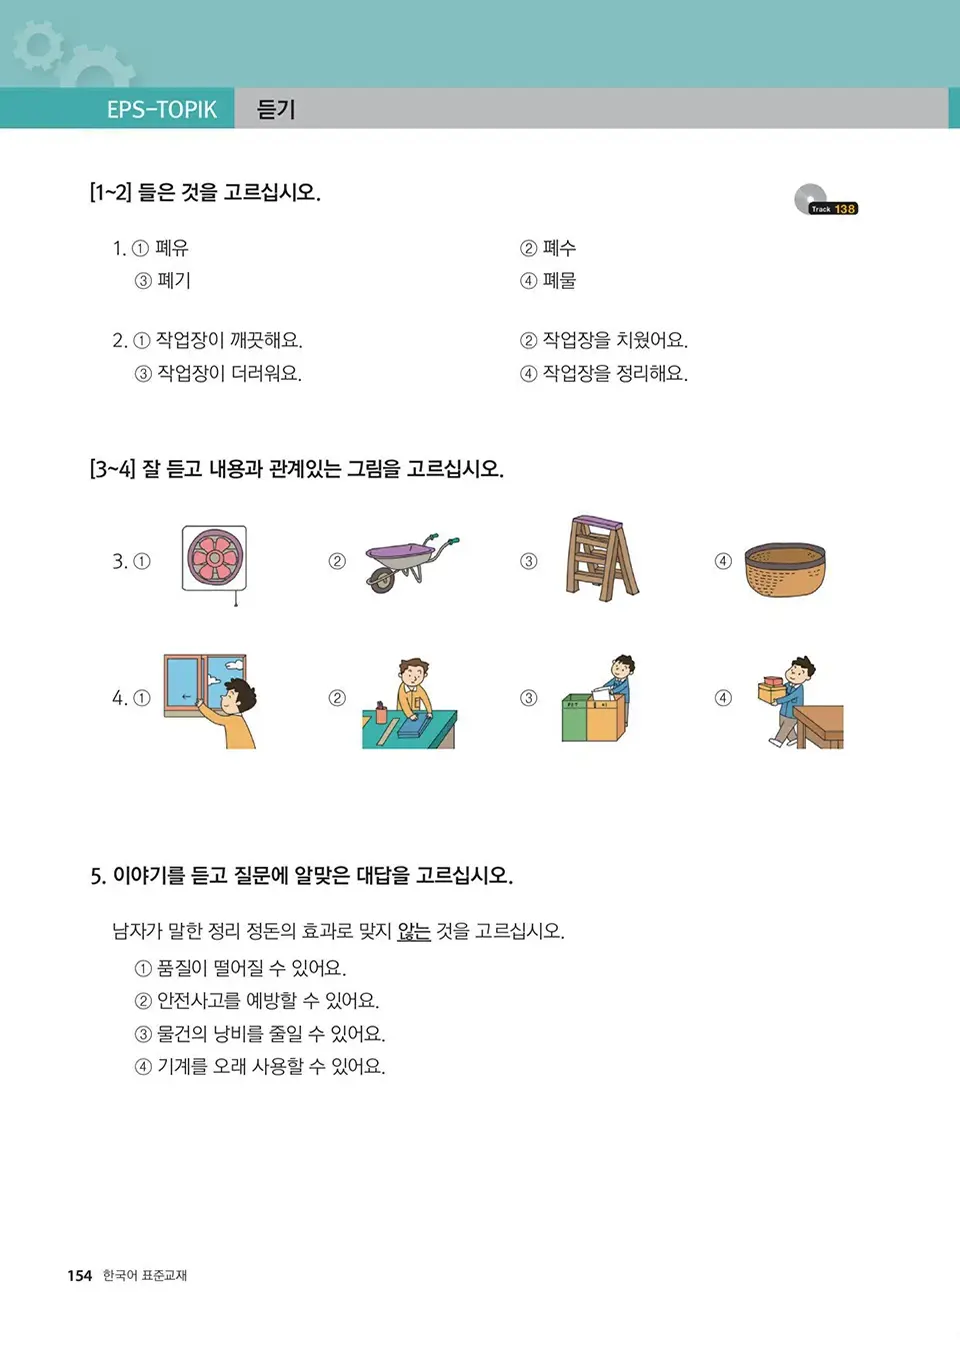 EPS-TOPIK 듣기
[1~2] 들은 것을 고르십시오.
Track 138
1. ① 폐유 ② 폐수
③ 폐기 ④ 폐물
2. ① 작업장이 깨끗해요. ② 작업장을 치웠어요.
③ 작업장이 더러워요. ④ 작업장을 정리해요.
[3~4] 잘 듣고 내용과 관계있는 그림을 고르십시오.
3. ① ② ③ ④
4. ① ② ③ ④
5. 이야기를 듣고 질문에 알맞은 대답을 고르십시오.
남자가 말한 정리 정돈의 효과로 맞지 않는 것을 고르십시오.
① 품질이 떨어질 수 있어요.
② 안전사고를 예방할 수 있어요.
③ 물건의 낭비를 줄일 수 있어요.
④ 기계를 오래 사용할 수 있어요.
154 한국어 표준교재